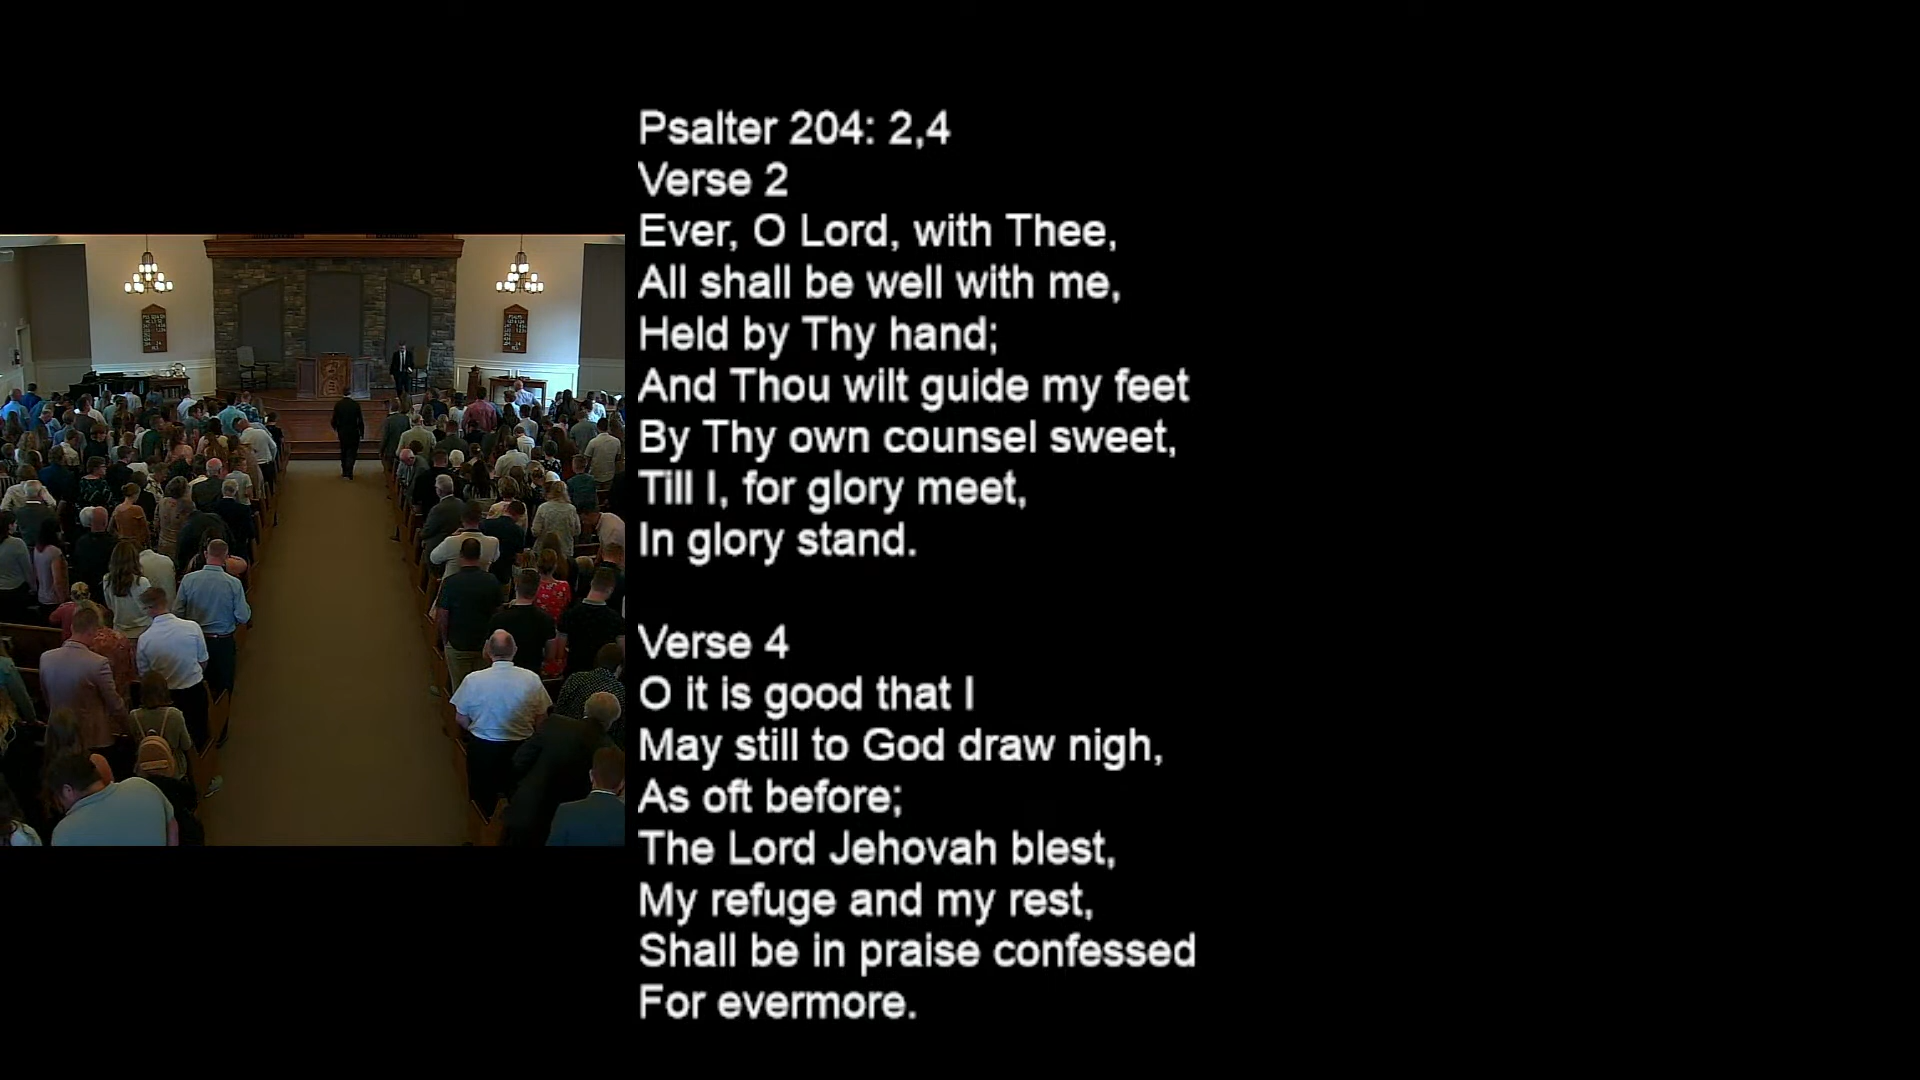 Psalter 204: 2,4
Verse 2
Ever, O Lord, with Thee,
All shall be well with me,
Held by Thy hand;
And Thou wilt guide my feet
By Thy own counsel sweet,
Till I, for glory meet,
In glory stand.
Verse 4
O it is good that I
May still to God draw nigh,
As oft before;
The Lord Jehovah blest,
My refuge and my rest,
Shall be in praise confessed
For evermore.